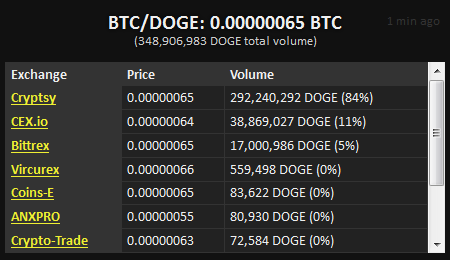 BTC/DOGE: 0.00000065 BTC
1 min ago
(348,906,983 DOGE total volume)
Exchange Price Volume
Cryptsy 0.00000065 292,240,292 DOGE (84%)
CEX.io 0.00000064 38,869,027 DOGE (11%)
Bittrex 0.00000065 17,000,986 DOGE (5%)
Vircurex 0.00000066 559,498 DOGE (0%)
Coins-E 0.00000065 83,622 DOGE (0%)
ANXPRO 0.00000055 80,930 DOGE (0%)
Crypto-Trade 0.00000063 72,584 DOGE (0%)